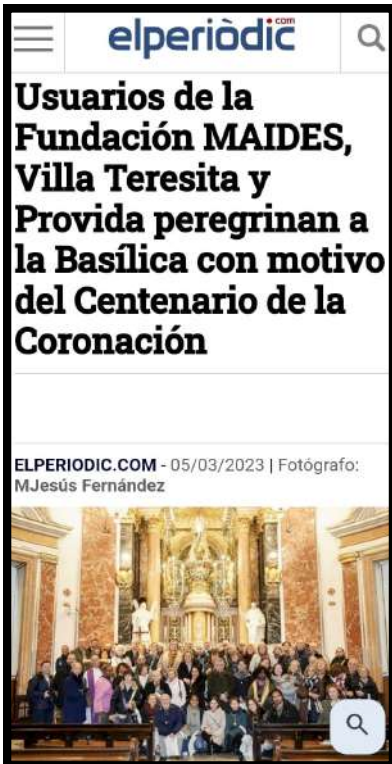 elperiòdic.com
Usuarios de la
Fundación MAIDES,
Villa Teresita y
Provida peregrinan a
la Basílica con motivo
del Centenario de la
Coronación
ELPERIODIC.COM - 05/03/2023 | Fotógrafo:
MJesús Fernández